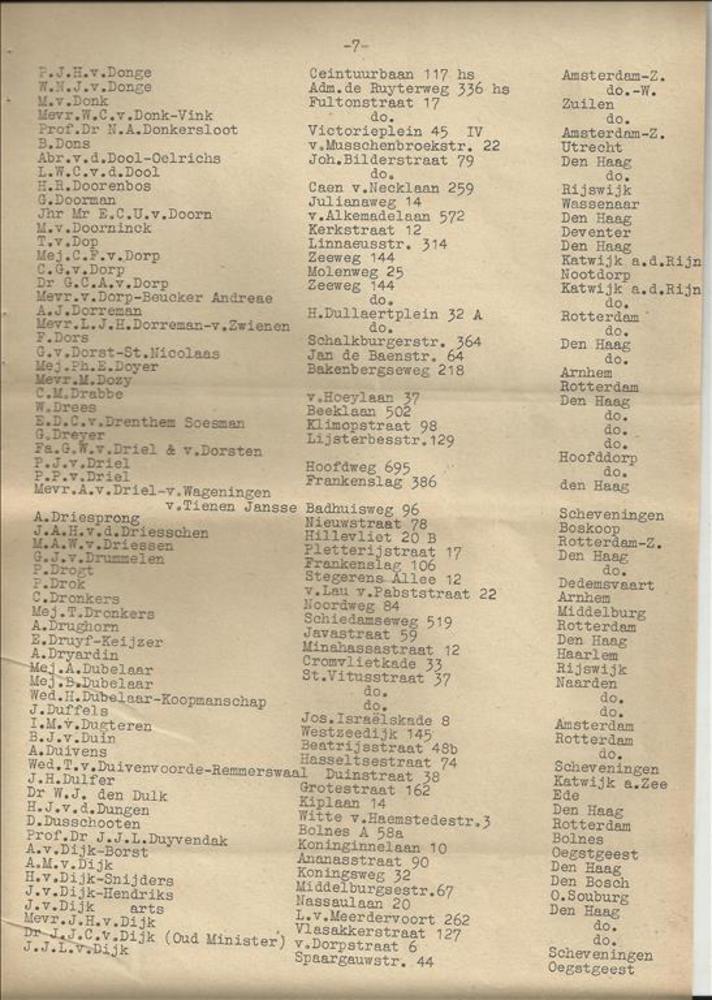 -7-
P.J.H.v.Donge Ceintuurbaan 117 hs Amsterdam-Z.
W.N.J.v.Donge Adm.de Ruyterweg 336 hs do.-W.
M.v.Donk Fultonstraat 17 Zuilen
Mevr.W.C.v.Donk-Vink do. do.
Prof.Dr N.A.Donkersloot Victorieplein 45 IV Amsterdam-Z.
B.Dons v.Musschenbroekstr. 22 Utrecht
Abr.v.d.Dool-Oelrichs Joh.Bilderstraat 79 Den Haag
L.W.C.v.d.Dool do. do.
H.R.Doorenbos Caen v.Necklaan 259 Rijswijk
G.Doorman Julianaweg 14 Wassenaar
Jhr Mr E.C.U.v.Doorn v.Alkemadelaan 572 Den Haag
M.v.Doorninck Kerkstraat 12 Deventer
T.v.Dop Linnaeusstr. 314 Den Haag
Mej.C.F.v.Dorp Zeeweg 144 Katwijk a.d.Rijn
C.G.v.Dorp Molenweg 25 Nootdorp
Dr G.C.A.v.Dorp Zeeweg 144 Katwijk a.d.Rijn
Mevr.v.Dorp-Beucker Andreae do. do.
A.J.Dorreman H.Dullaertplein 32 A Rotterdam
Mevr.L.J.H.Dorreman-v.Zwienen do. do.
F.Dors Schalkburgerstr. 364 Den Haag
G.v.Dorst-St.Nicolaas Jan de Baenstr. 64 do.
Mej.Ph.E.Doyer Bakenbergseweg 218 Arnhem
Mevr.M.Dozy Rotterdam
C.M.Drabbe v.Hoeylaan 37 Den Haag
W.Drees Beeklaan 502 do.
E.D.C.v.Drenthem Soesman Klimopstraat 98 do.
G.Dreyer Lijsterbesstr.129 do.
Fa.G.W.v.Driel & v.Dorsten Hoofddorp
P.J.v.Driel Hoofdweg 695 do.
P.P.v.Driel Frankenslag 386 den Haag
Mevr.A.v.Driel-v.Wageningen
v.Tienen Jansse Badhuisweg 96 Scheveningen
A.Driesprong Nieuwstraat 78 Boskoop
J.A.H.v.d.Driesschen Hillevliet 20 B Rotterdam-Z.
M.A.W.v.Driessen Pletterijstraat 17 Den Haag
G.J.v.Drummelen Frankenslag 106 do.
P.Drogt Stegerens Allee 12 Dedemsvaart
P.Drok v.Lau v.Pabststraat 22 Arnhem
C.Dronkers Noordweg 84 Middelburg
Mej.T.Dronkers Schiedamseweg 519 Rotterdam
A.Drughorn Javastraat 59 Den Haag
E.Druyf-Keijzer Minahassastraat 12 Haarlem
A.Dryardin Cromvlietkade 33 Rijswijk
Mej.A.Dubelaar St.Vitusstraat 37 Naarden
Mej.B.Dubelaar do. do.
Wed.H.Dubelaar-Koopmanschap do. do.
J.Duffels Jos.Israëlskade 8 Amsterdam
I.M.v.Dugteren Westzeedijk 145 Rotterdam
B.J.v.Duin Beatrijsstraat 48b do.
A.Duivens Hasseltsestraat 74 Scheveningen
Wed.T.v.Duivenvoorde-Remmerswaal Duinstraat 38 Katwijk a.Zee
J.H.Dulfer Grotestraat 162 Ede
Dr W.J. den Dulk Kiplaan 14 Den Haag
H.J.v.d.Dungen Witte v.Haemstedestr.3 Rotterdam
D.Dusschooten Bolnes A 58a Bolnes
Prof.Dr J.J.L.Duyvendak Koninginnelaan 10 Oegstgeest
A.v.Dijk-Borst Ananasstraat 90 Den Haag
A.M.v.Dijk Koningsweg 32 Den Bosch
H.v.Dijk-Snijders Middelburgsestr.67 O.Souburg
J.v.Dijk-Hendriks Nassaulaan 20 Den Haag
J.v.Dijk arts L.v.Meerdervoort 262 do.
Mevr.J.H.v.Dijk Vlasakkerstraat 127 do.
Dr J.J.C.v.Dijk (Oud Minister) v.Dorpstraat 6 Scheveningen
J.J.L.v.Dijk Spaargauwstr. 44 Oegstgeest